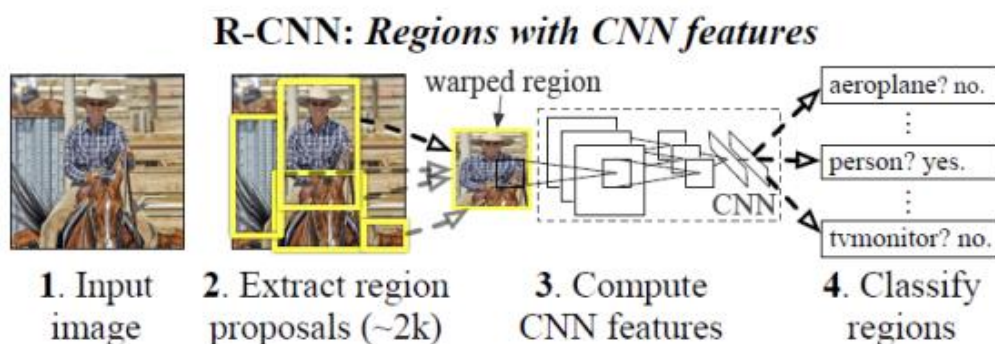 R-CNN: Regions with CNN features
warped region
aeroplane? no.
person? yes.
tvmonitor? no.
CNN
1. Input
image
2. Extract region
proposals (~2k)
3. Compute
CNN features
4. Classify
regions